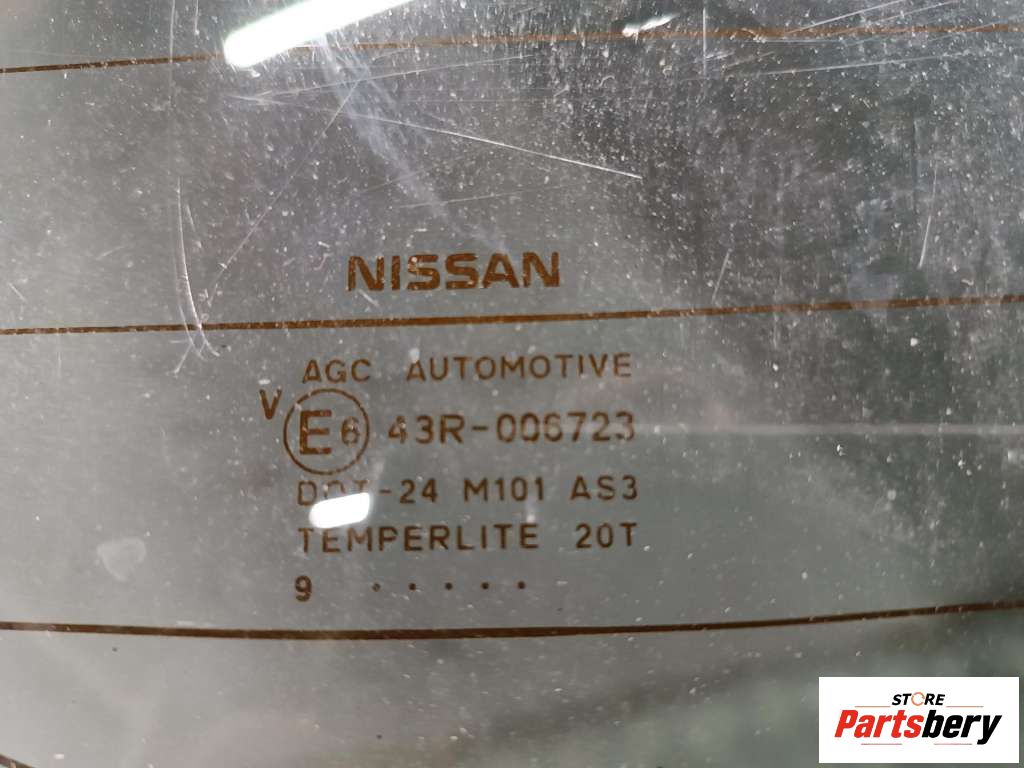 NISSAN
AGC AUTOMOTIVE
V E6 43R-006723
DOT-24 M101 AS3
TEMPERLITE 20T
9 . . . . .
STORE
Partsbery